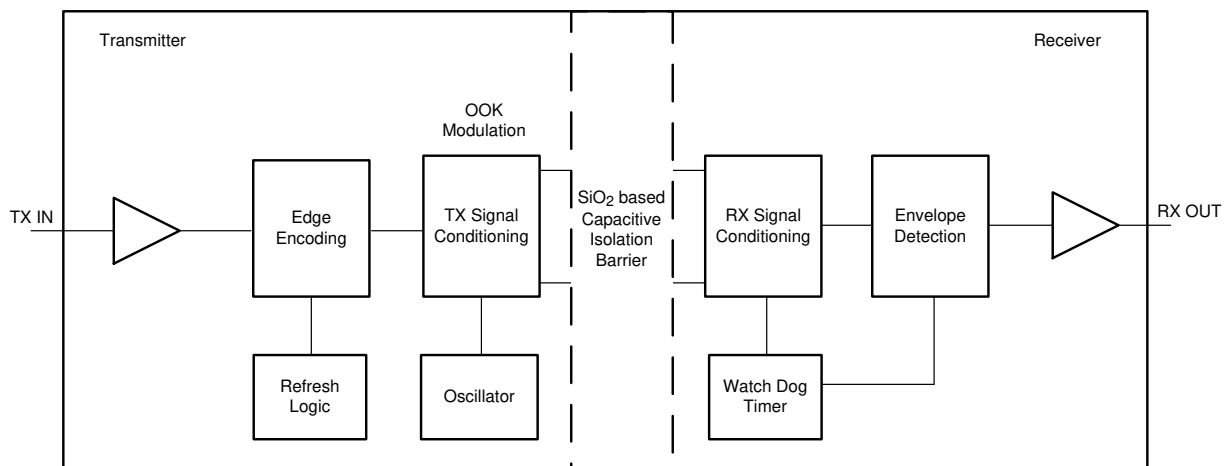 Transmitter
Receiver
OOK
Modulation
TX IN
Edge
Encoding
TX Signal
Conditioning
SiO2 based
Capacitive
Isolation
Barrier
RX Signal
Conditioning
Envelope
Detection
RX OUT
Refresh
Logic
Oscillator
Watch Dog
Timer